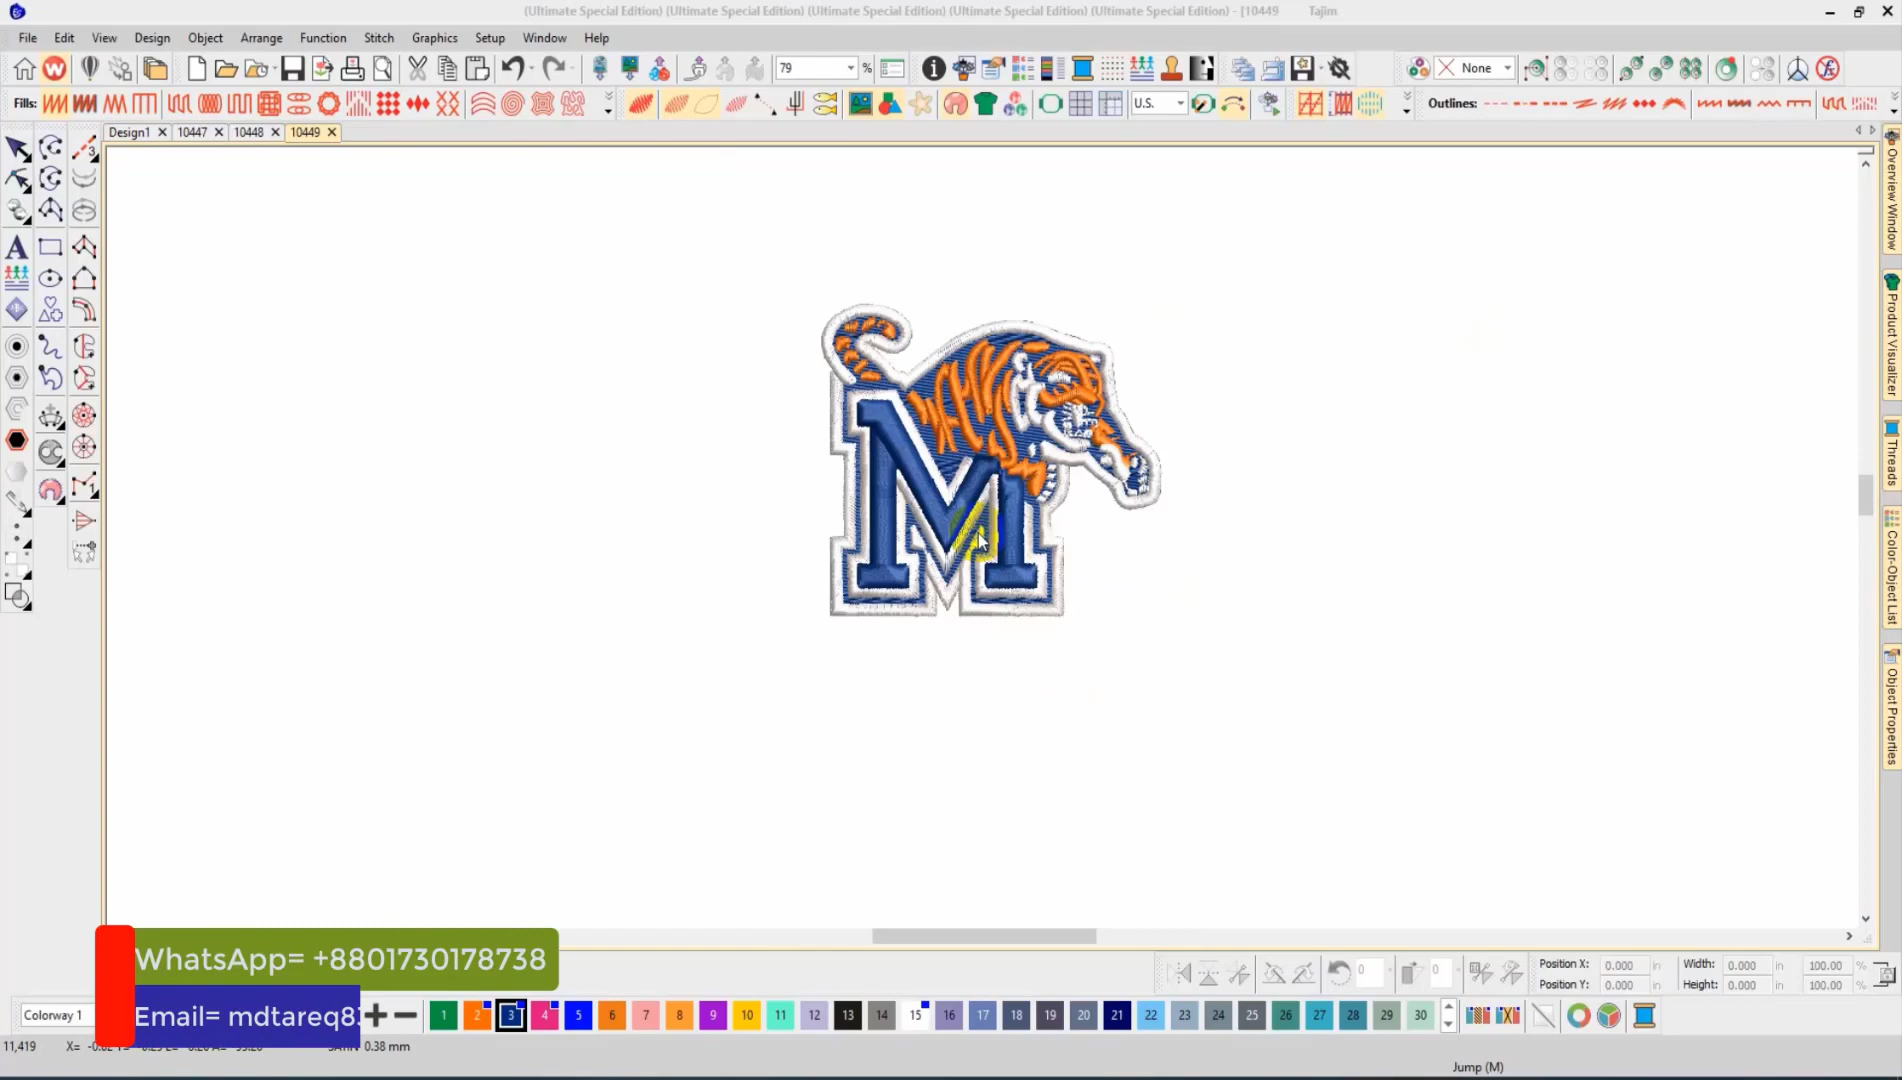 (Ultimate Special Edition) (Ultimate Special Edition) (Ultimate Special Edition) (Ultimate Special Edition) (Ultimate Special Edition) - [10449 Tajim
File Edit View Design Object Arrange Function Stitch Graphics Setup Window Help
79 % None
Fills: U.S. Outlines:
Design1 10447 10448 10449
Overview Window
Product Visualizer
Threads
Color-Object List
Object Properties
M
WhatsApp= +8801730178738
Email= mdtareq83
0 0 Position X: 0.000 in Width: 0.000 in 100.00 %
Position Y: 0.000 in Height: 0.000 in 100.00 %
Colorway 1 1 2 3 4 5 6 7 8 9 10 11 12 13 14 15 16 17 18 19 20 21 22 23 24 25 26 27 28 29 30
11,419 X= 0.38 mm
Jump (M)